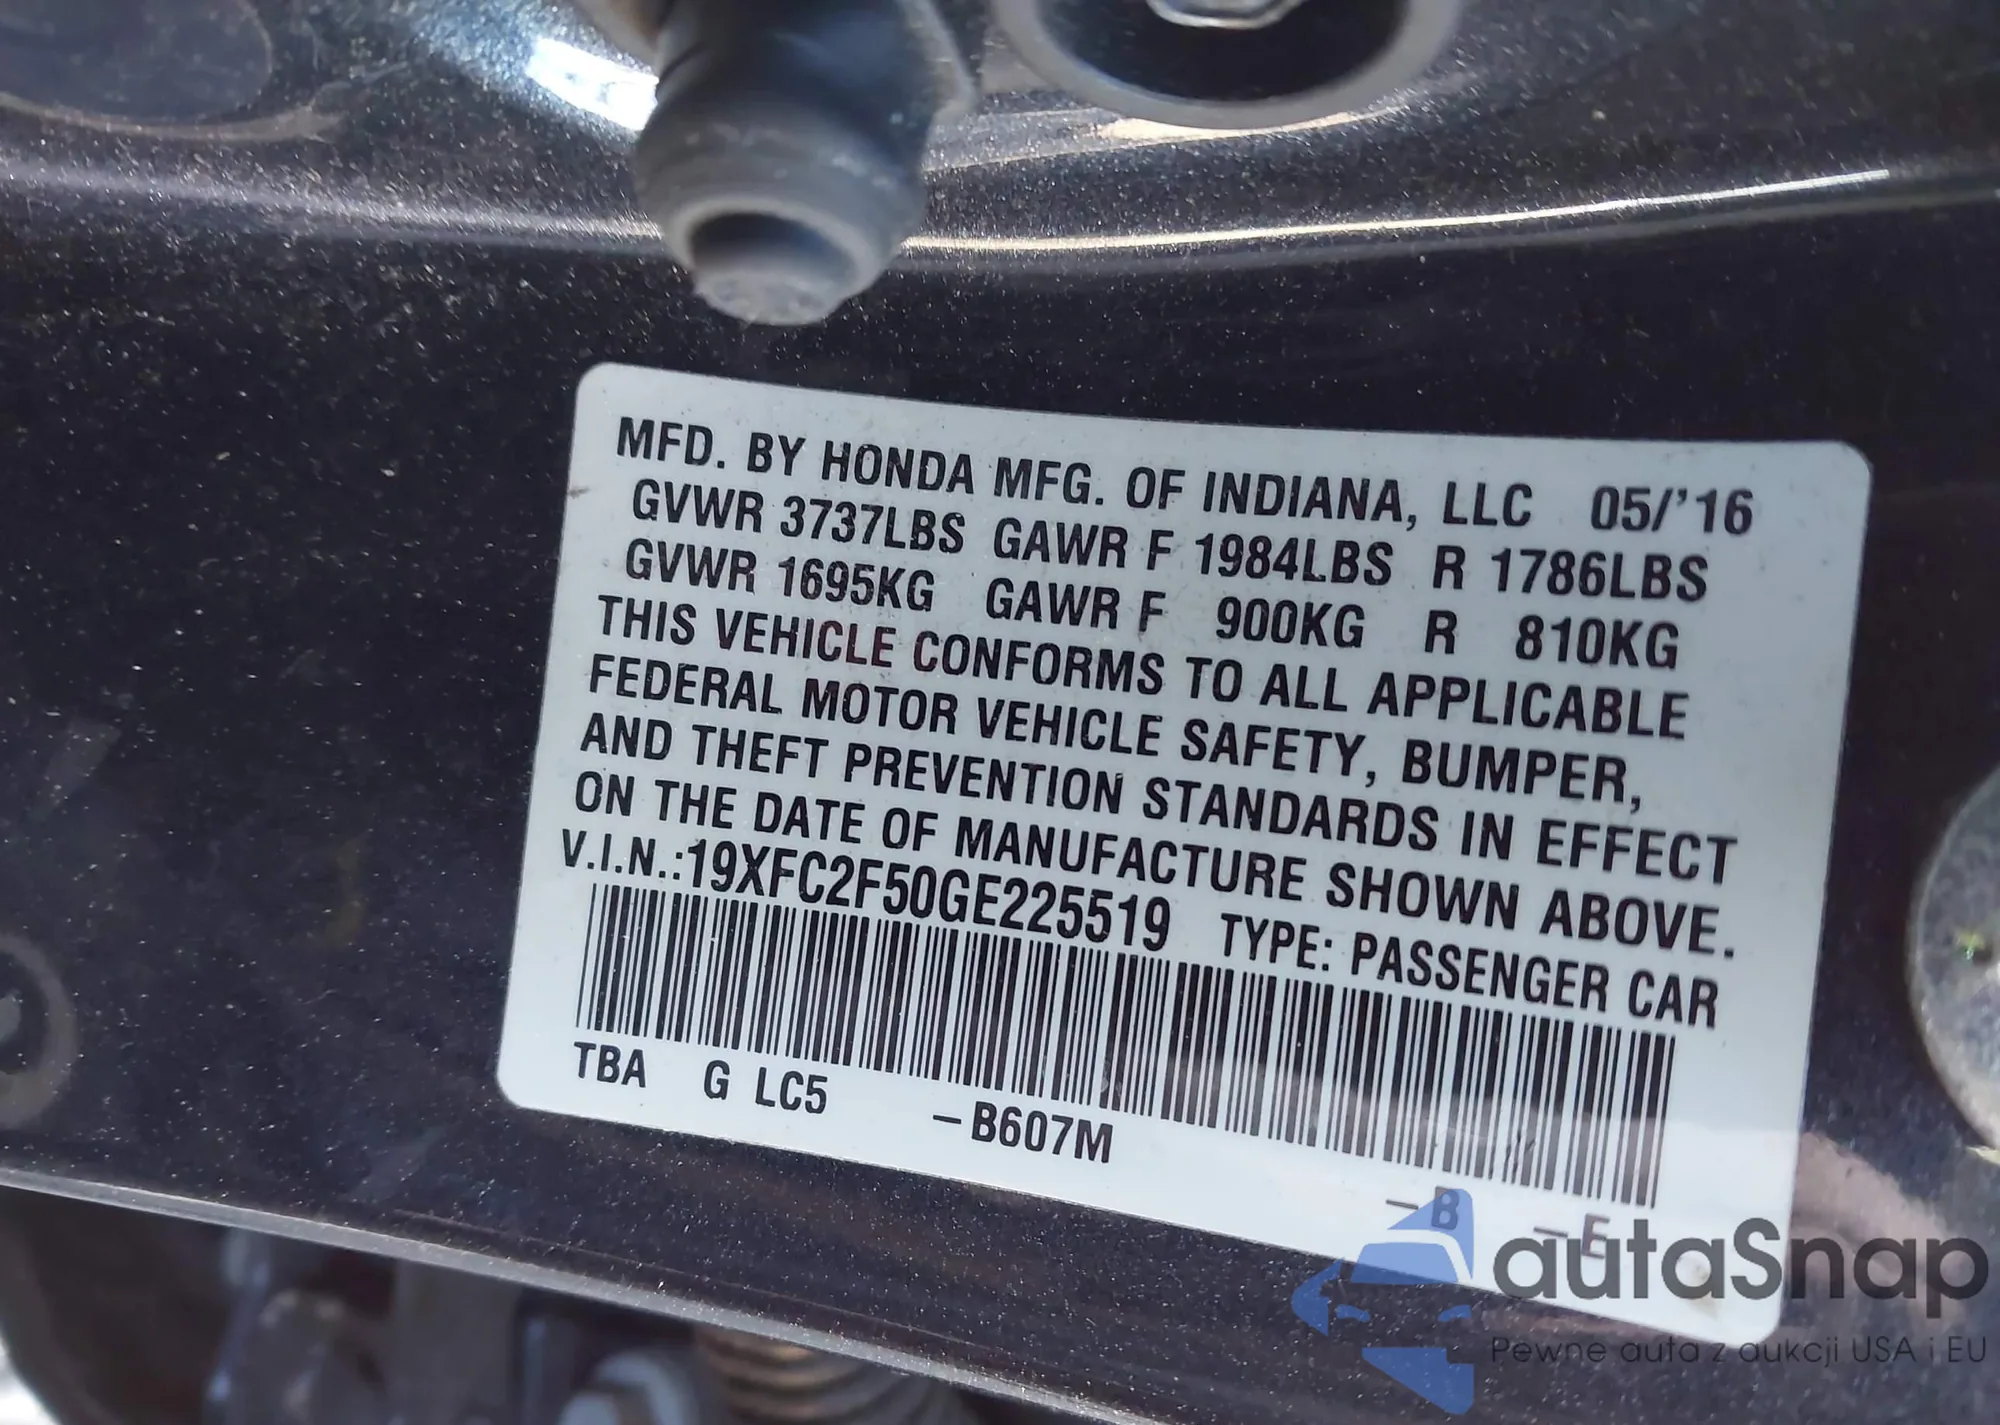 MFD. BY HONDA MFG. OF INDIANA, LLC 05/'16
GVWR 3737LBS GAWR F 1984LBS R 1786LBS
GVWR 1695KG GAWR F 900KG R 810KG
THIS VEHICLE CONFORMS TO ALL APPLICABLE
FEDERAL MOTOR VEHICLE SAFETY, BUMPER,
AND THEFT PREVENTION STANDARDS IN EFFECT
ON THE DATE OF MANUFACTURE SHOWN ABOVE.
V.I.N.:19XFC2F50GE225519 TYPE: PASSENGER CAR
TBA G LC5 -B607M
-B -E
autaSnap
Pewne auta z aukcji USA i EU